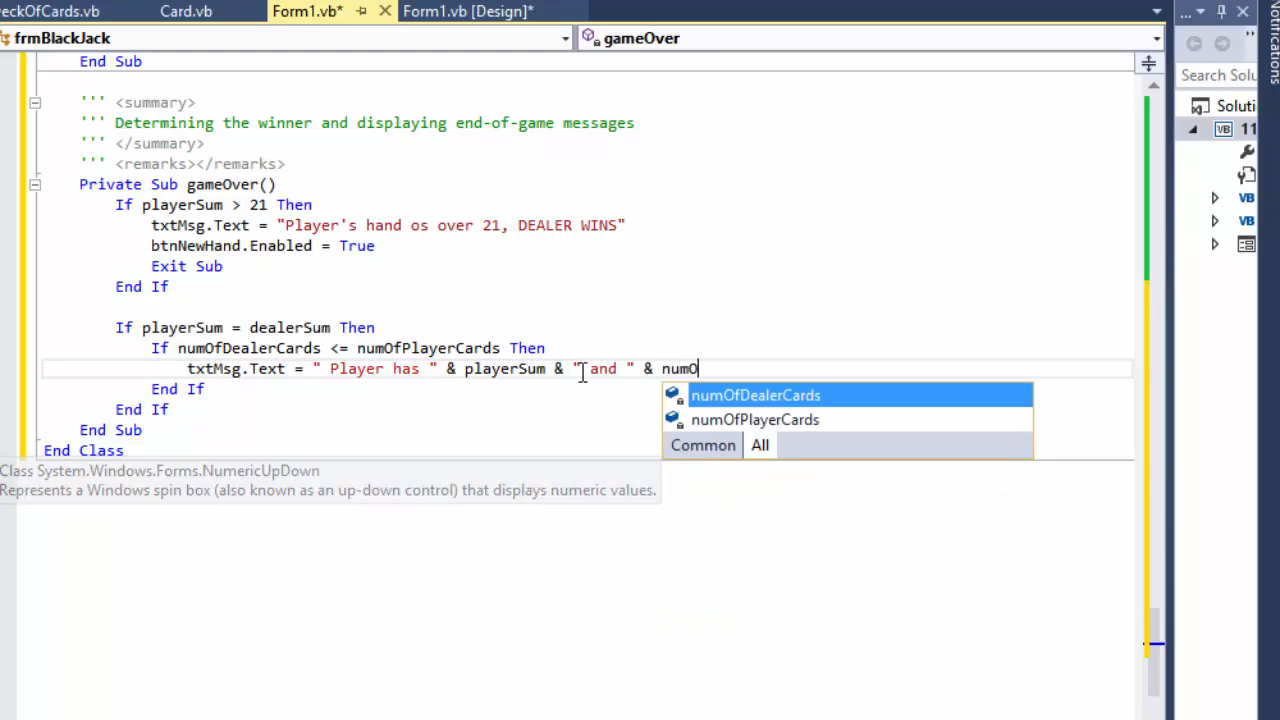 eckOfCards.vb Card.vb Form1.vb* Form1.vb [Design]*
frmBlackJack gameOver
Notifications
End Sub
Search Solu
''' <summary>
Soluti
''' Determining the winner and displaying end-of-game messages
VB 11
''' </summary>
''' <remarks></remarks>
Private Sub gameOver()
If playerSum > 21 Then
VB
txtMsg.Text = "Player's hand os over 21, DEALER WINS"
VB
btnNewHand.Enabled = True
Exit Sub
End If
If playerSum = dealerSum Then
If numOfDealerCards <= numOfPlayerCards Then
txtMsg.Text = " Player has " & playerSum & " and " & numO
End If
numOfDealerCards
End If
numOfPlayerCards
End Sub
Common All
End Class
Class System.Windows.Forms.NumericUpDown
Represents a Windows spin box (also known as an up-down control) that displays numeric values.